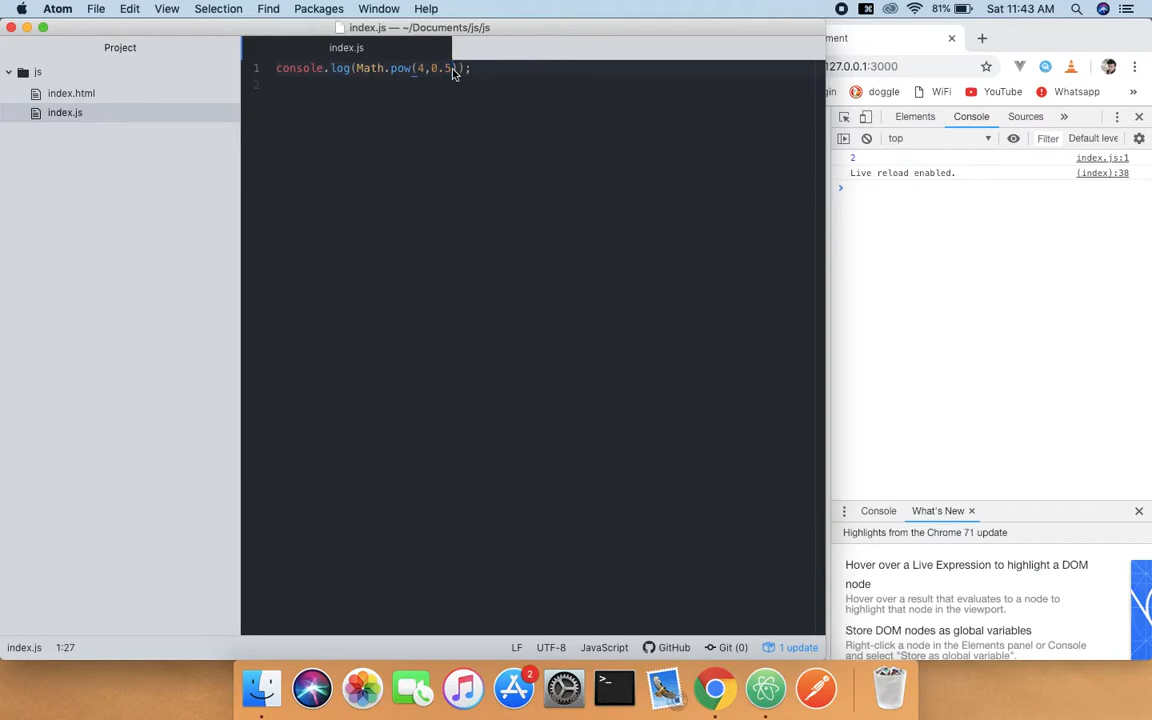 Atom File Edit View Selection Find Packages Window Help
81% Sat 11:43 AM
index.js — ~/Documents/js/js
Project
index.js
js
index.html
index.js
1 console.log(Math.pow(4,0.5));
2
ment
127.0.0.1:3000
gin doggle WiFi YouTube Whatsapp »
Elements Console Sources »
top Filter Default leve
2 index.js:1
Live reload enabled. (index):38
Console What's New
Highlights from the Chrome 71 update
Hover over a Live Expression to highlight a DOM
node
Hover over a result that evaluates to a node to
highlight that node in the viewport.
Store DOM nodes as global variables
Right-click a node in the Elements panel or Console
and select "Store as global variable".
index.js 1:27 LF UTF-8 JavaScript GitHub Git (0) 1 update
2
>_